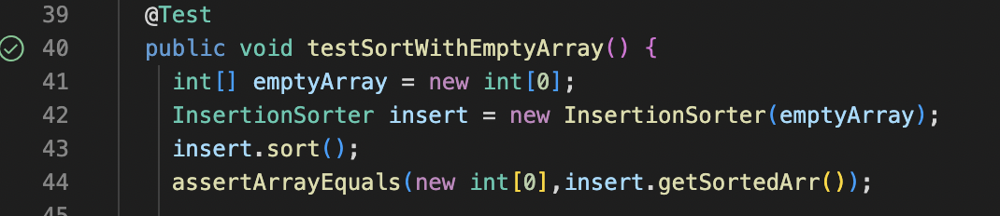 39 @Test
40 public void testSortWithEmptyArray() {
41 int[] emptyArray = new int[0];
42 InsertionSorter insert = new InsertionSorter(emptyArray);
43 insert.sort();
44 assertArrayEquals(new int[0],insert.getSortedArr());
45